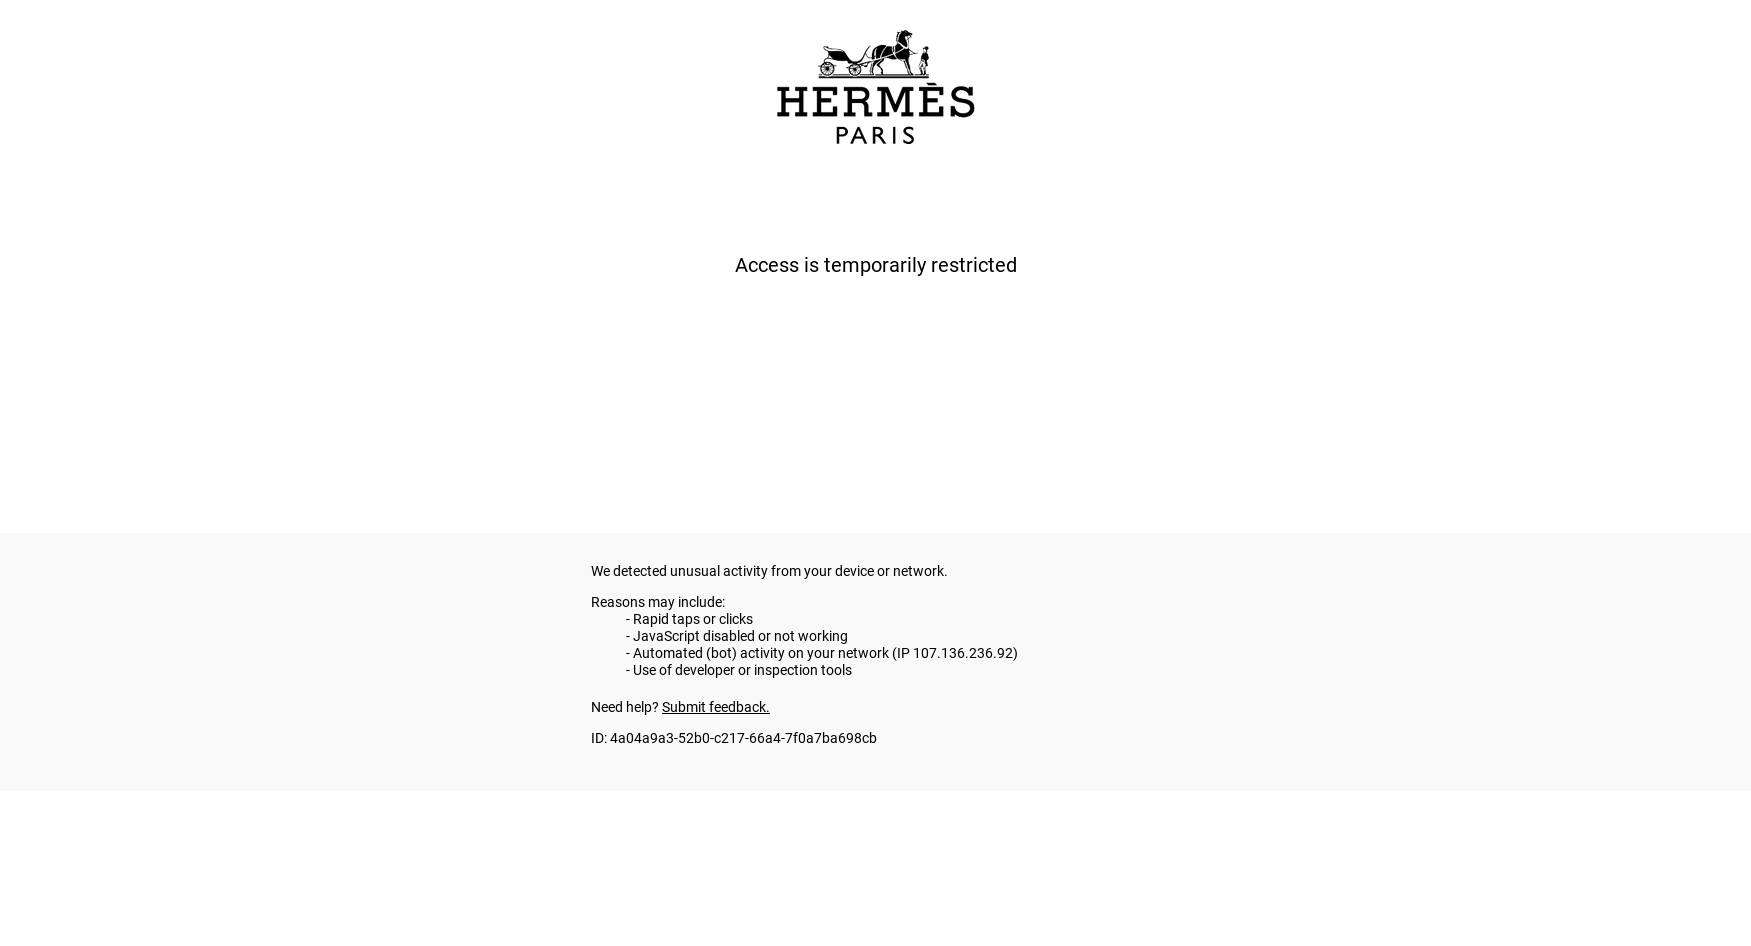 HERMÈS
PARIS
Access is temporarily restricted
We detected unusual activity from your device or network.
Reasons may include:
- Rapid taps or clicks
- JavaScript disabled or not working
- Automated (bot) activity on your network (IP 107.136.236.92)
- Use of developer or inspection tools
Need help? Submit feedback.
ID: 4a04a9a3-52b0-c217-66a4-7f0a7ba698cb